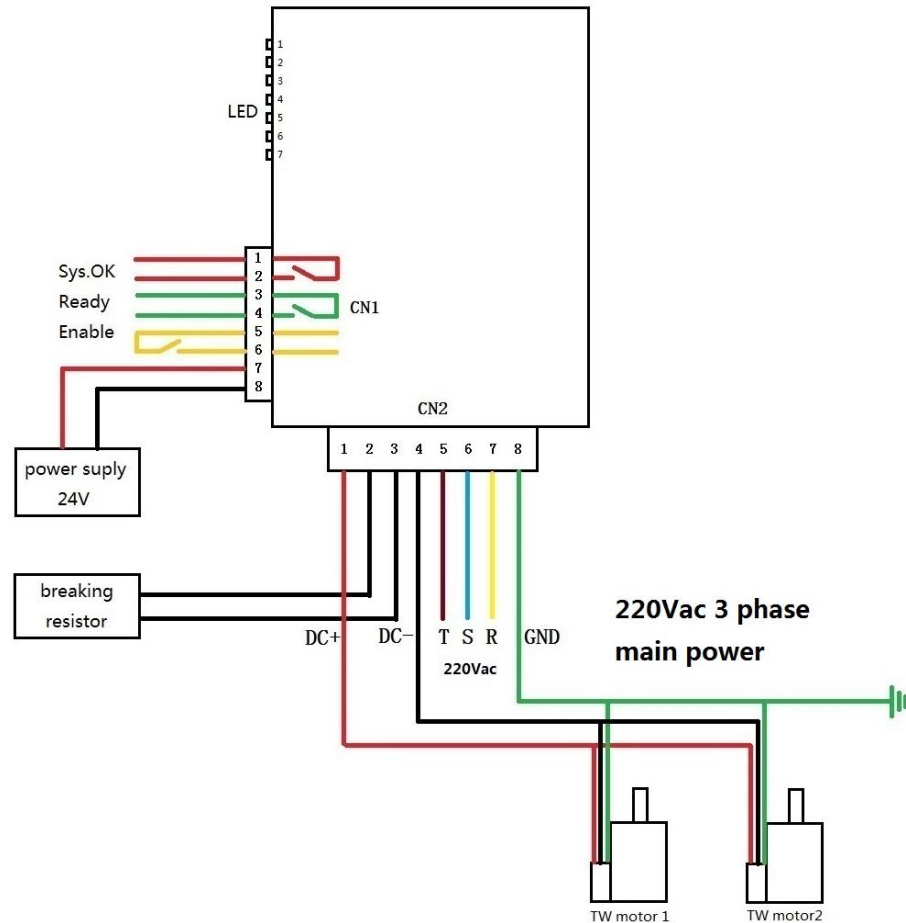 1
2
3
4
LED
5
6
7
Sys.OK
1
2
Ready
3
4
CN1
Enable
5
6
7
8
CN2
1 2 3 4 5 6 7 8
power suply
24V
breaking
resistor
DC+ DC- T S R GND
220Vac
220Vac 3 phase
main power
TW motor 1
TW motor2